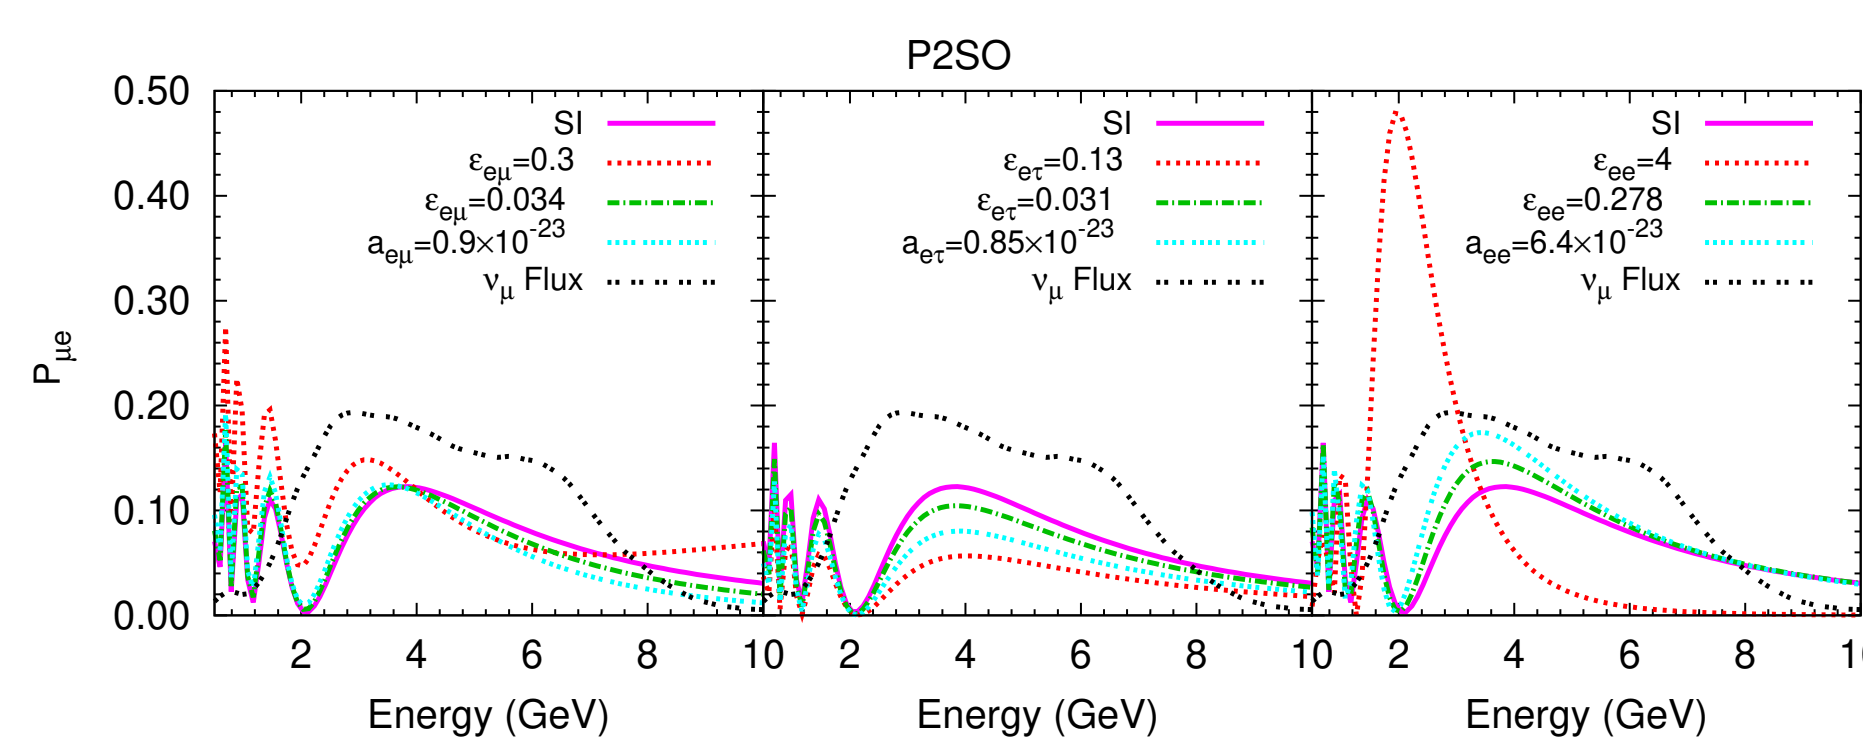 P2SO
0.50
0.40
0.30
0.20
0.10
0.00
P_μe
SI
ε_eμ=0.3
ε_eμ=0.034
a_eμ=0.9×10^-23
ν_μ Flux
SI
ε_eτ=0.13
ε_eτ=0.031
a_eτ=0.85×10^-23
ν_μ Flux
SI
ε_ee=4
ε_ee=0.278
a_ee=6.4×10^-23
ν_μ Flux
2 4 6 8 10 2 4 6 8 10 2 4 6 8 10
Energy (GeV) Energy (GeV) Energy (GeV)